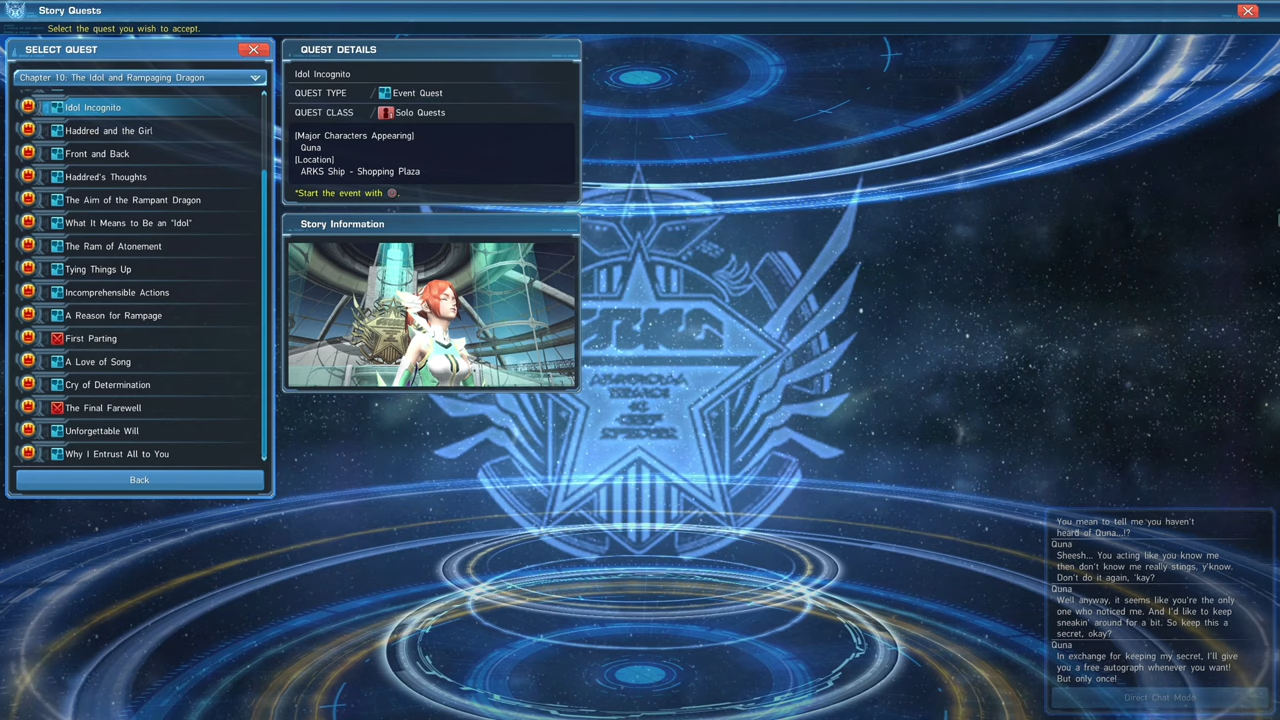 Story Quests
Select the quest you wish to accept.
SELECT QUEST
Chapter 10: The Idol and Rampaging Dragon
Idol Incognito
Haddred and the Girl
Front and Back
Haddred's Thoughts
The Aim of the Rampant Dragon
What It Means to Be an "Idol"
The Ram of Atonement
Tying Things Up
Incomprehensible Actions
A Reason for Rampage
First Parting
A Love of Song
Cry of Determination
The Final Farewell
Unforgettable Will
Why I Entrust All to You
Back
QUEST DETAILS
Idol Incognito
QUEST TYPE / Event Quest
QUEST CLASS / Solo Quests
[Major Characters Appearing]
Quna
[Location]
ARKS Ship - Shopping Plaza
*Start the event with .
Story Information
You mean to tell me you haven't
heard of Quna...!?
Quna
Sheesh... You acting like you know me
then don't know me really stings, y'know.
Don't do it again, 'kay?
Quna
Well anyway, it seems like you're the only
one who noticed me. And I'd like to keep
sneakin' around for a bit. So keep this a
secret, okay?
Quna
In exchange for keeping my secret, I'll give
you a free autograph whenever you want!
But only once!
Direct Chat Mode